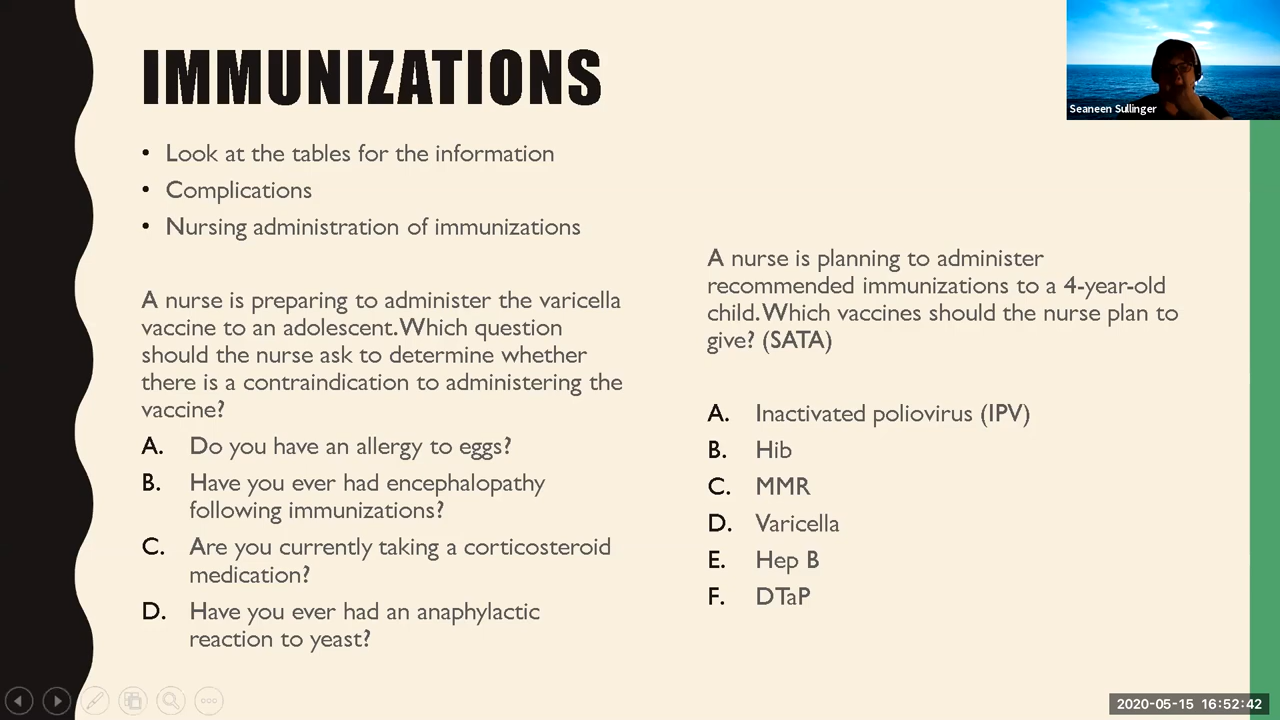 IMMUNIZATIONS
• Look at the tables for the information
• Complications
• Nursing administration of immunizations
A nurse is preparing to administer the varicella
vaccine to an adolescent. Which question
should the nurse ask to determine whether
there is a contraindication to administering the
vaccine?
A. Do you have an allergy to eggs?
B. Have you ever had encephalopathy
following immunizations?
C. Are you currently taking a corticosteroid
medication?
D. Have you ever had an anaphylactic
reaction to yeast?
A nurse is planning to administer
recommended immunizations to a 4-year-old
child. Which vaccines should the nurse plan to
give? (SATA)
A. Inactivated poliovirus (IPV)
B. Hib
C. MMR
D. Varicella
E. Hep B
F. DTaP
Seaneen Sullinger
2020-05-15 16:52:42